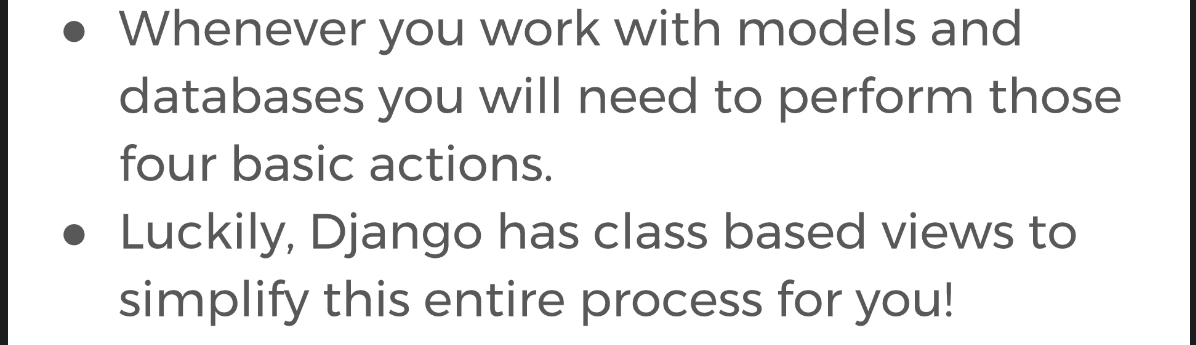 ● Whenever you work with models and
databases you will need to perform those
four basic actions.
● Luckily, Django has class based views to
simplify this entire process for you!